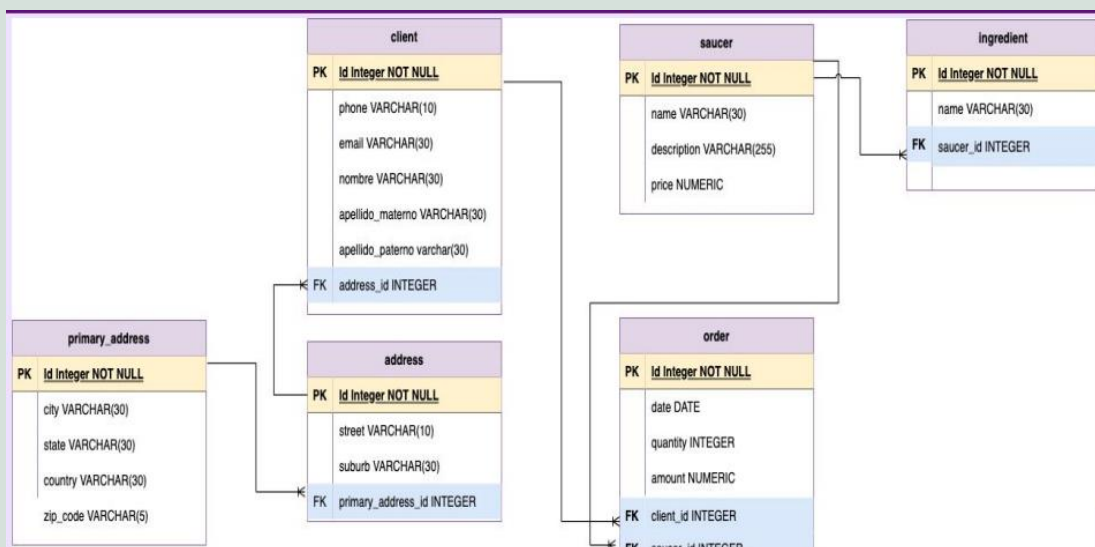 client
PK Id Integer NOT NULL
phone VARCHAR(10)
email VARCHAR(30)
nombre VARCHAR(30)
apellido_materno VARCHAR(30)
apellido_paterno varchar(30)
FK address_id INTEGER
saucer
PK Id Integer NOT NULL
name VARCHAR(30)
description VARCHAR(255)
price NUMERIC
ingredient
PK Id Integer NOT NULL
name VARCHAR(30)
FK saucer_id INTEGER
primary_address
PK Id Integer NOT NULL
city VARCHAR(30)
state VARCHAR(30)
country VARCHAR(30)
zip_code VARCHAR(5)
address
PK Id Integer NOT NULL
street VARCHAR(10)
suburb VARCHAR(30)
FK primary_address_id INTEGER
order
PK Id Integer NOT NULL
date DATE
quantity INTEGER
amount NUMERIC
FK client_id INTEGER
FK saucer_id INTEGER